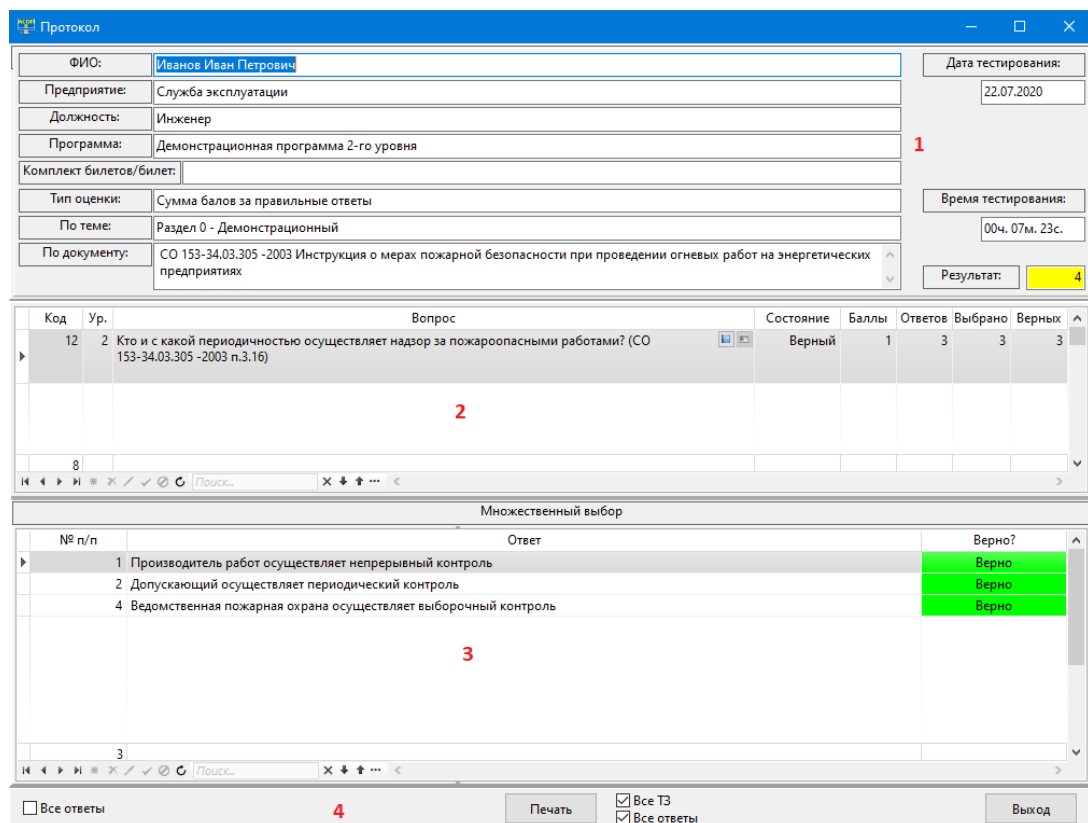 Протокол
ФИО: Иванов Иван Петрович Дата тестирования:
Предприятие: Служба эксплуатации 22.07.2020
Должность: Инженер
Программа: Демонстрационная программа 2-го уровня 1
Комплект билетов/билет:
Тип оценки: Сумма балов за правильные ответы Время тестирования:
По теме: Раздел 0 - Демонстрационный 00ч. 07м. 23с.
По документу: СО 153-34.03.305 -2003 Инструкция о мерах пожарной безопасности при проведении огневых работ на энергетических
предприятиях
Результат: 4
Код Ур. Вопрос Состояние Баллы Ответов Выбрано Верных
12 2 Кто и с какой периодичностью осуществляет надзор за пожароопасными работами? (СО Верный 1 3 3 3
153-34.03.305 -2003 п.3.16)
2
8
Поиск...
Множественный выбор
№ п/п Ответ Верно?
1 Производитель работ осуществляет непрерывный контроль Верно
2 Допускающий осуществляет периодический контроль Верно
4 Ведомственная пожарная охрана осуществляет выборочный контроль Верно
3
3
Поиск...
Все ответы 4 Печать Все ТЗ Выход
Все ответы